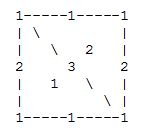 1-----1-----1
| \         |
|   \   2   |
2     3     2
|   1   \   |
|         \ |
1-----1-----1